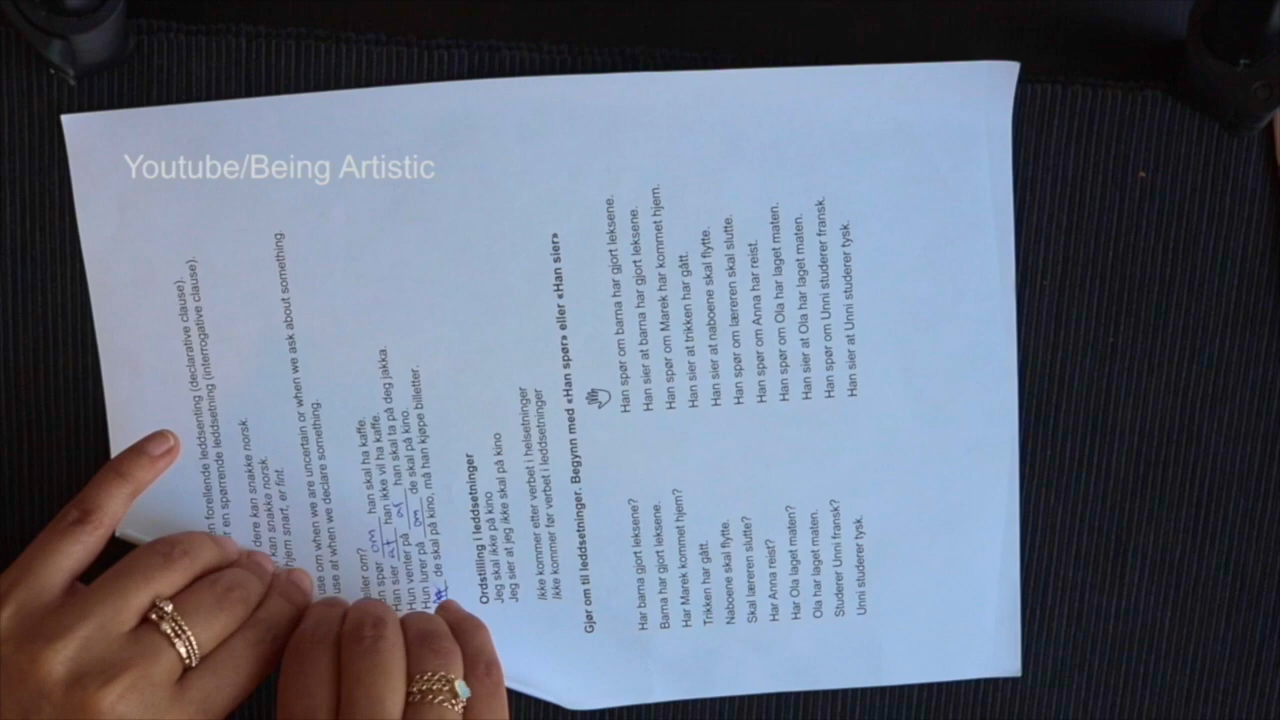 Youtube/Being Artistic
en forellende leddsenting (declarative clause).
r en spørrende leddsetning (interrogative clause).
dere kan snakke norsk.
kan snakke norsk.
hjem snart, er fint.
use om when we are uncertain or when we ask about something.
use at when we declare something.
eller om?
spør om han skal ha kaffe.
Han sier at han ikke vil ha kaffe.
Hun venter på at han skal ta på deg jakka.
Hun lurer på om de skal på kino.
de skal på kino, må han kjøpe billetter.
Ordstilling i leddsetninger
Jeg skal ikke på kino
Jeg sier at jeg ikke skal på kino
Ikke kommer etter verbet i helsetninger
Ikke kommer før verbet i leddsetninger
Gjør om til leddsetninger. Begynn med «Han spør» eller «Han sier»
Har barna gjort leksene?
Barna har gjort leksene.
Har Marek kommet hjem?
Trikken har gått.
Naboene skal flytte.
Skal læreren slutte?
Har Anna reist?
Har Ola laget maten?
Ola har laget maten.
Studerer Unni fransk?
Unni studerer tysk.
Han spør om barna har gjort leksene.
Han sier at barna har gjort leksene.
Han spør om Marek har kommet hjem.
Han sier at trikken har gått.
Han sier at naboene skal flytte.
Han spør om læreren skal slutte.
Han spør om Anna har reist.
Han spør om Ola har laget maten.
Han sier at Ola har laget maten.
Han spør om Unni studerer fransk.
Han sier at Unni studerer tysk.